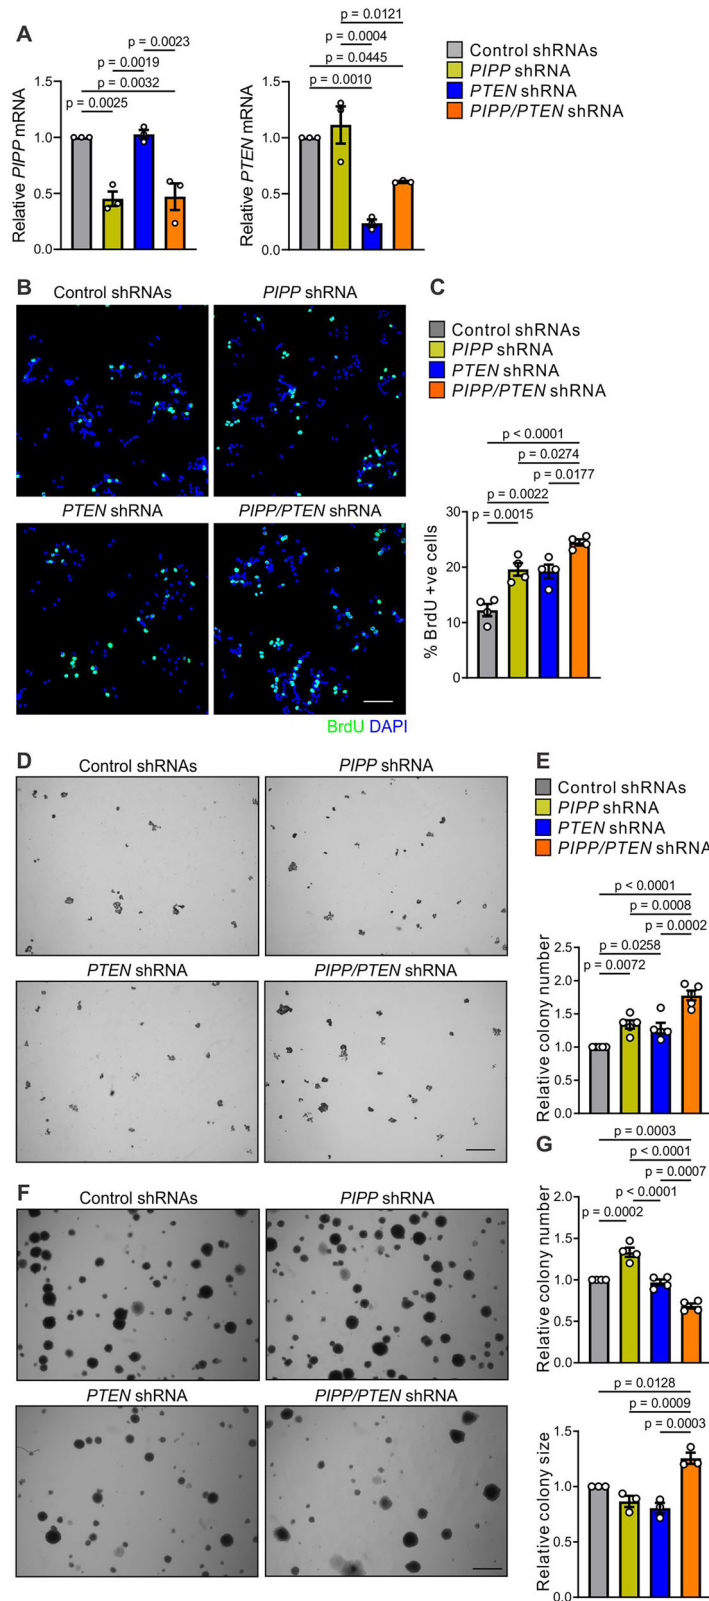 A
Relative PIPP mRNA
1.5
1.0
0.5
0.0
p = 0.0023
p = 0.0019
p = 0.0032
p = 0.0025
Relative PTEN mRNA
1.5
1.0
0.5
0.0
p = 0.0121
p = 0.0004
p = 0.0445
p = 0.0010
Control shRNAs
PIPP shRNA
PTEN shRNA
PIPP/PTEN shRNA
B
Control shRNAs
PIPP shRNA
PTEN shRNA
PIPP/PTEN shRNA
BrdU DAPI
C
Control shRNAs
PIPP shRNA
PTEN shRNA
PIPP/PTEN shRNA
p < 0.0001
p = 0.0274
p = 0.0177
p = 0.0022
p = 0.0015
% BrdU +ve cells
30
20
10
0
D
Control shRNAs
PIPP shRNA
PTEN shRNA
PIPP/PTEN shRNA
E
Control shRNAs
PIPP shRNA
PTEN shRNA
PIPP/PTEN shRNA
p < 0.0001
p = 0.0008
p = 0.0002
p = 0.0258
p = 0.0072
Relative colony number
2.5
2.0
1.5
1.0
0.5
0.0
F
Control shRNAs
PIPP shRNA
PTEN shRNA
PIPP/PTEN shRNA
G
p = 0.0003
p < 0.0001
p = 0.0007
p <0.0001
p = 0.0002
Relative colony number
2.0
1.5
1.0
0.5
0.0
p = 0.0128
p = 0.0009
p = 0.0003
Relative colony size
1.5
1.0
0.5
0.0